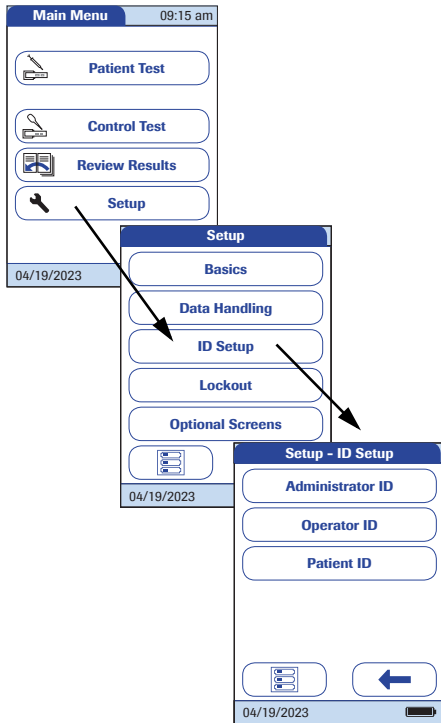 Main Menu 09:15 am
Patient Test
Control Test
Review Results
Setup
04/19/2023
Setup
Basics
Data Handling
ID Setup
Lockout
Optional Screens
04/19/2023
Setup - ID Setup
Administrator ID
Operator ID
Patient ID
04/19/2023